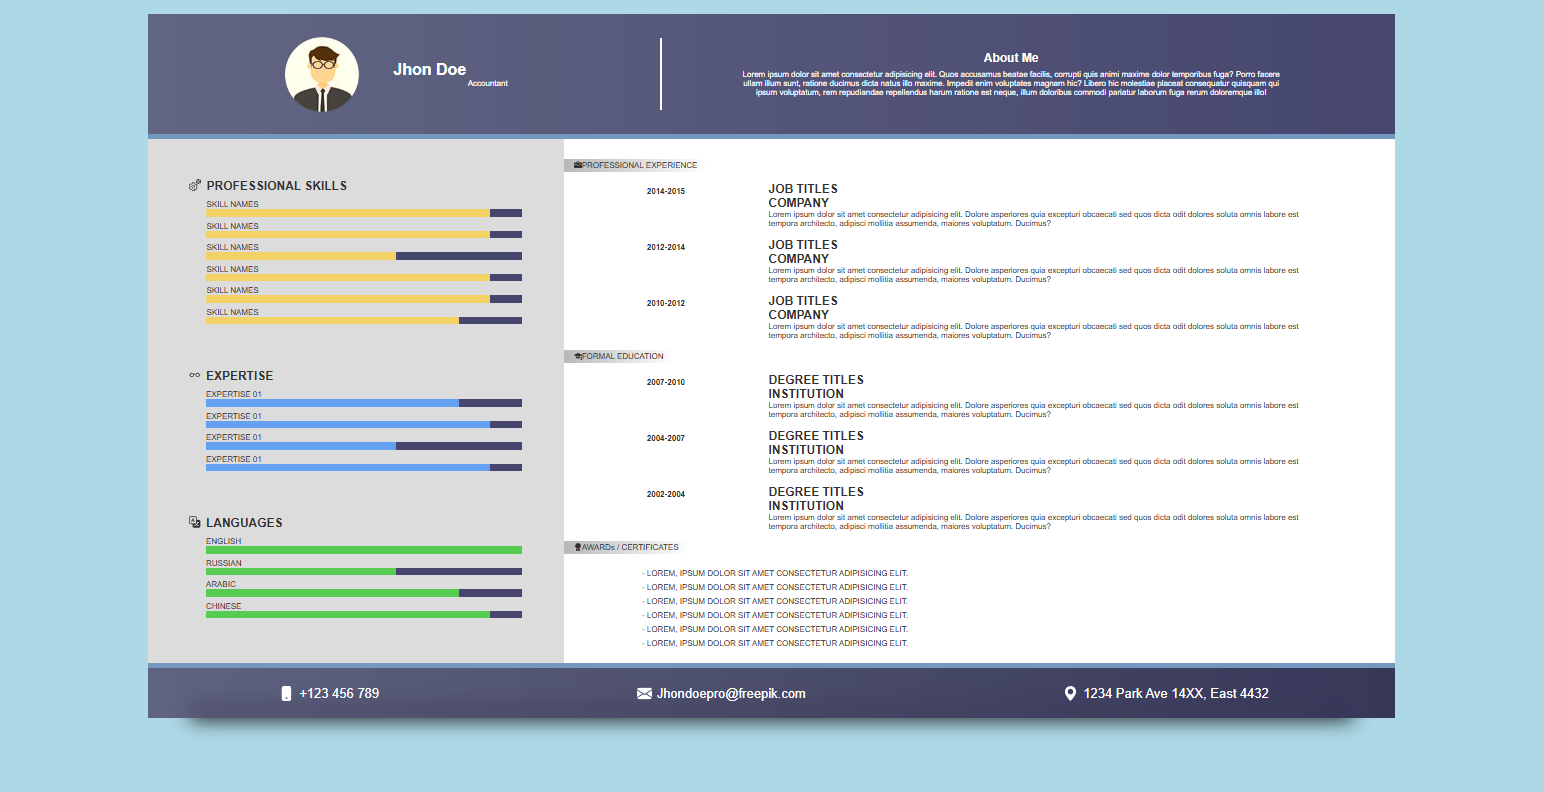 Jhon Doe
Accountant
About Me
Lorem ipsum dolor sit amet consectetur adipisicing elit. Quos accusamus beatae facilis, corrupti quis animi maxime dolor temporibus fuga? Porro facere
ullam illum sunt, ratione ducimus dicta natus illo maxime. Impedit enim voluptates magnam hic? Libero hic molestiae placeat consequatur quisquam qui
ipsum voluptatum, rem repudiandae repellendus harum ratione est neque, illum doloribus commodi pariatur laborum fuga rerum doloremque illo!
PROFESSIONAL SKILLS
SKILL NAMES
SKILL NAMES
SKILL NAMES
SKILL NAMES
SKILL NAMES
SKILL NAMES
EXPERTISE
EXPERTISE 01
EXPERTISE 01
EXPERTISE 01
EXPERTISE 01
LANGUAGES
ENGLISH
RUSSIAN
ARABIC
CHINESE
PROFESSIONAL EXPERIENCE
2014-2015
JOB TITLES
COMPANY
Lorem ipsum dolor sit amet consectetur adipisicing elit. Dolore asperiores quia excepturi obcaecati sed quos dicta odit dolores soluta omnis labore est
tempora architecto, adipisci mollitia assumenda, maiores voluptatum. Ducimus?
2012-2014
JOB TITLES
COMPANY
Lorem ipsum dolor sit amet consectetur adipisicing elit. Dolore asperiores quia excepturi obcaecati sed quos dicta odit dolores soluta omnis labore est
tempora architecto, adipisci mollitia assumenda, maiores voluptatum. Ducimus?
2010-2012
JOB TITLES
COMPANY
Lorem ipsum dolor sit amet consectetur adipisicing elit. Dolore asperiores quia excepturi obcaecati sed quos dicta odit dolores soluta omnis labore est
tempora architecto, adipisci mollitia assumenda, maiores voluptatum. Ducimus?
FORMAL EDUCATION
2007-2010
DEGREE TITLES
INSTITUTION
Lorem ipsum dolor sit amet consectetur adipisicing elit. Dolore asperiores quia excepturi obcaecati sed quos dicta odit dolores soluta omnis labore est
tempora architecto, adipisci mollitia assumenda, maiores voluptatum. Ducimus?
2004-2007
DEGREE TITLES
INSTITUTION
Lorem ipsum dolor sit amet consectetur adipisicing elit. Dolore asperiores quia excepturi obcaecati sed quos dicta odit dolores soluta omnis labore est
tempora architecto, adipisci mollitia assumenda, maiores voluptatum. Ducimus?
2002-2004
DEGREE TITLES
INSTITUTION
Lorem ipsum dolor sit amet consectetur adipisicing elit. Dolore asperiores quia excepturi obcaecati sed quos dicta odit dolores soluta omnis labore est
tempora architecto, adipisci mollitia assumenda, maiores voluptatum. Ducimus?
AWARDs / CERTIFICATES
- LOREM, IPSUM DOLOR SIT AMET CONSECTETUR ADIPISICING ELIT.
- LOREM, IPSUM DOLOR SIT AMET CONSECTETUR ADIPISICING ELIT.
- LOREM, IPSUM DOLOR SIT AMET CONSECTETUR ADIPISICING ELIT.
- LOREM, IPSUM DOLOR SIT AMET CONSECTETUR ADIPISICING ELIT.
- LOREM, IPSUM DOLOR SIT AMET CONSECTETUR ADIPISICING ELIT.
- LOREM, IPSUM DOLOR SIT AMET CONSECTETUR ADIPISICING ELIT.
+123 456 789
Jhondoepro@freepik.com
1234 Park Ave 14XX, East 4432